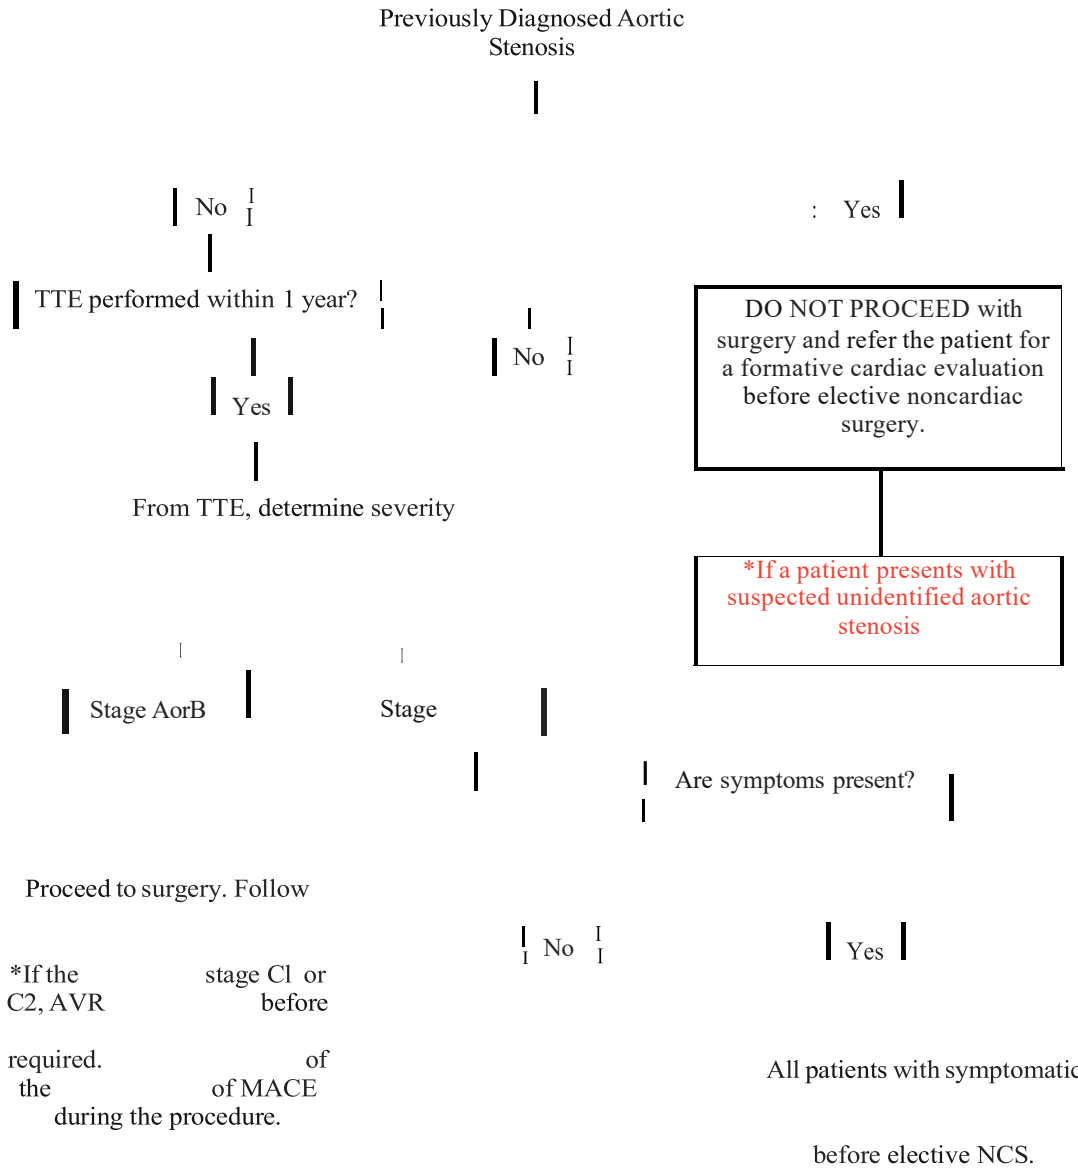 Previously Diagnosed Aortic
Stenosis
No
: Yes
TTE performed within 1 year?
No
Yes
From TTE, determine severity
DO NOT PROCEED with
surgery and refer the patient for
a formative cardiac evaluation
before elective noncardiac
surgery.
*If a patient presents with
suspected unidentified aortic
stenosis
Stage AorB
Stage
Are symptoms present?
Proceed to surgery. Follow
No
Yes
*If the stage Cl or
C2, AVR before
required. of
the of MACE
during the procedure.
All patients with symptomatic
before elective NCS.